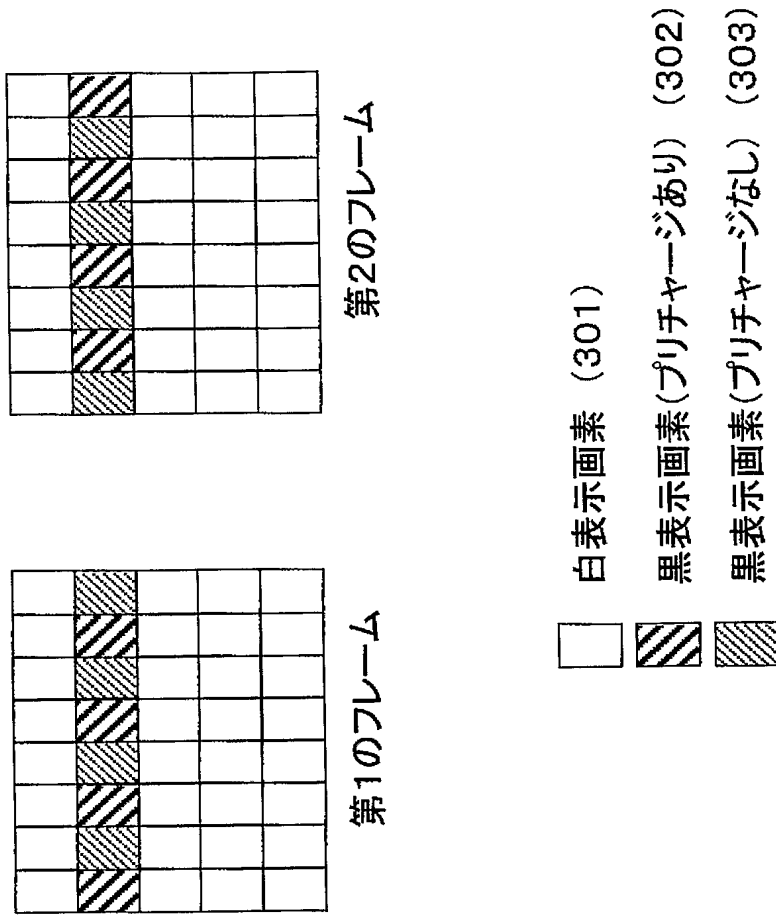 第1のフレーム
第2のフレーム
白表示画素（301）
黒表示画素（プリチャージあり）（302）
黒表示画素（プリチャージなし）（303）